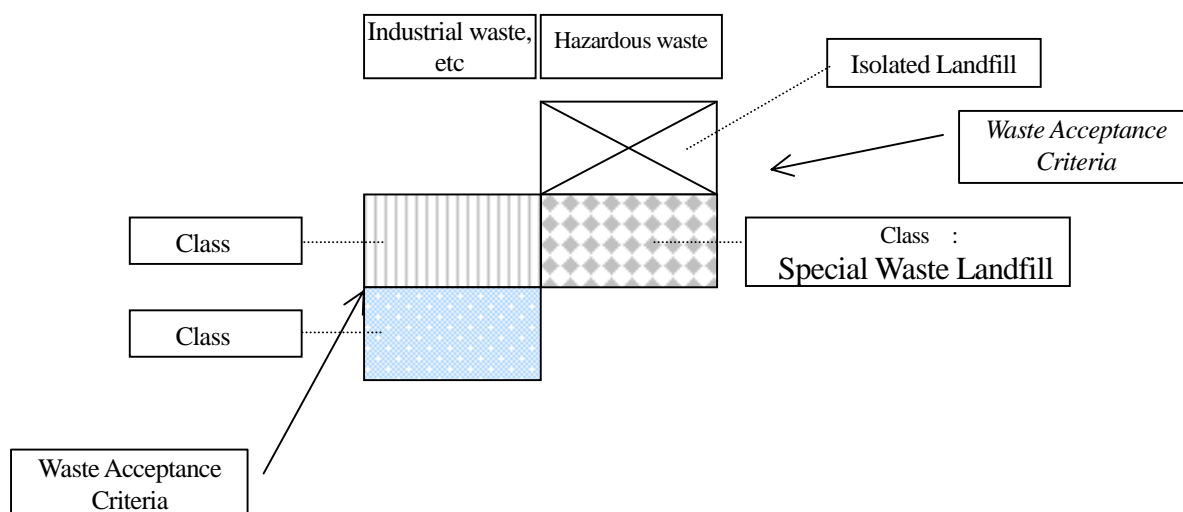 Industrial waste,
etc
Hazardous waste
Isolated Landfill
Waste Acceptance
Criteria
Class
Class :
Special Waste Landfill
Class
Waste Acceptance
Criteria